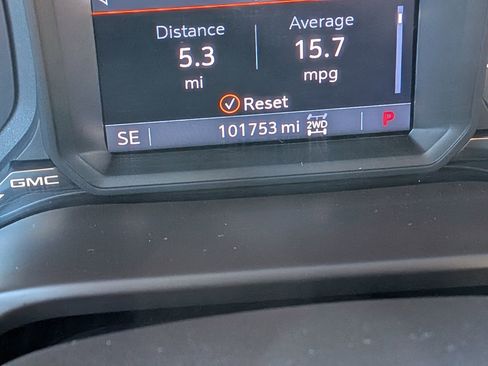 Distance Average
5.3 15.7
mi mpg
Reset
SE 101753 mi 2WD P
GMC